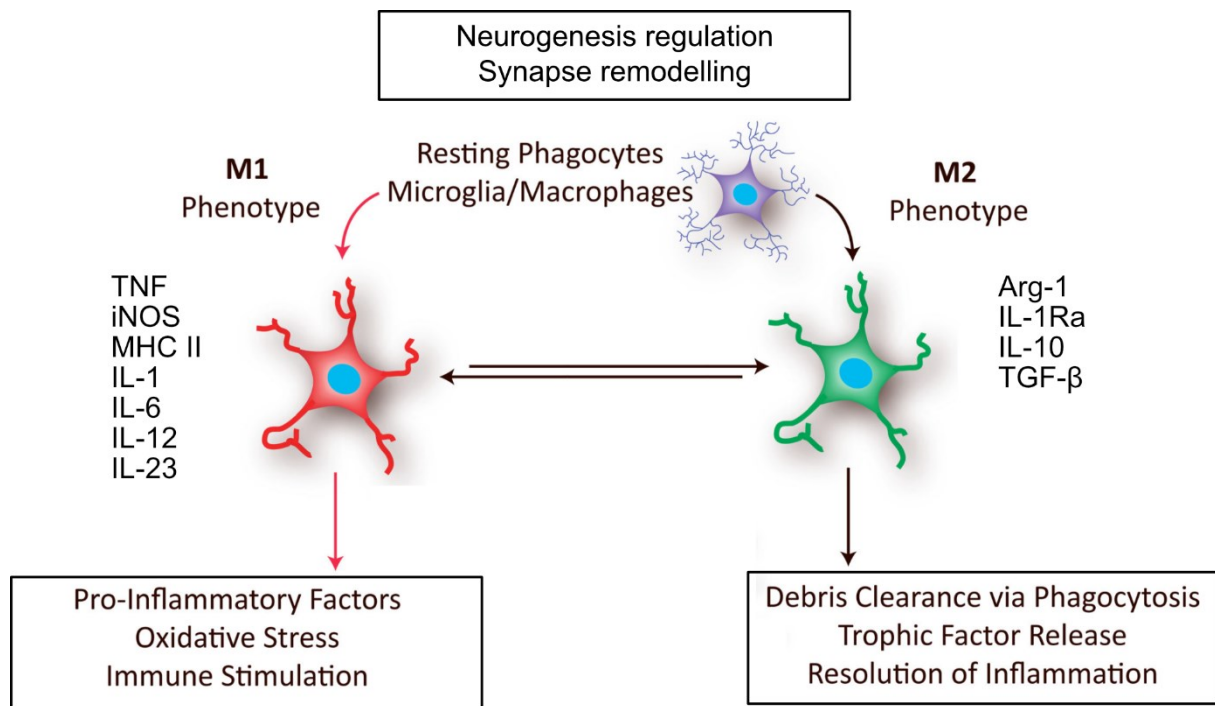 Neurogenesis regulation
Synapse remodelling
Resting Phagocytes
Microglia/Macrophages
M1
Phenotype
M2
Phenotype
TNF
iNOS
MHC II
IL-1
IL-6
IL-12
IL-23
Arg-1
IL-1Ra
IL-10
TGF-β
Pro-Inflammatory Factors
Oxidative Stress
Immune Stimulation
Debris Clearance via Phagocytosis
Trophic Factor Release
Resolution of Inflammation